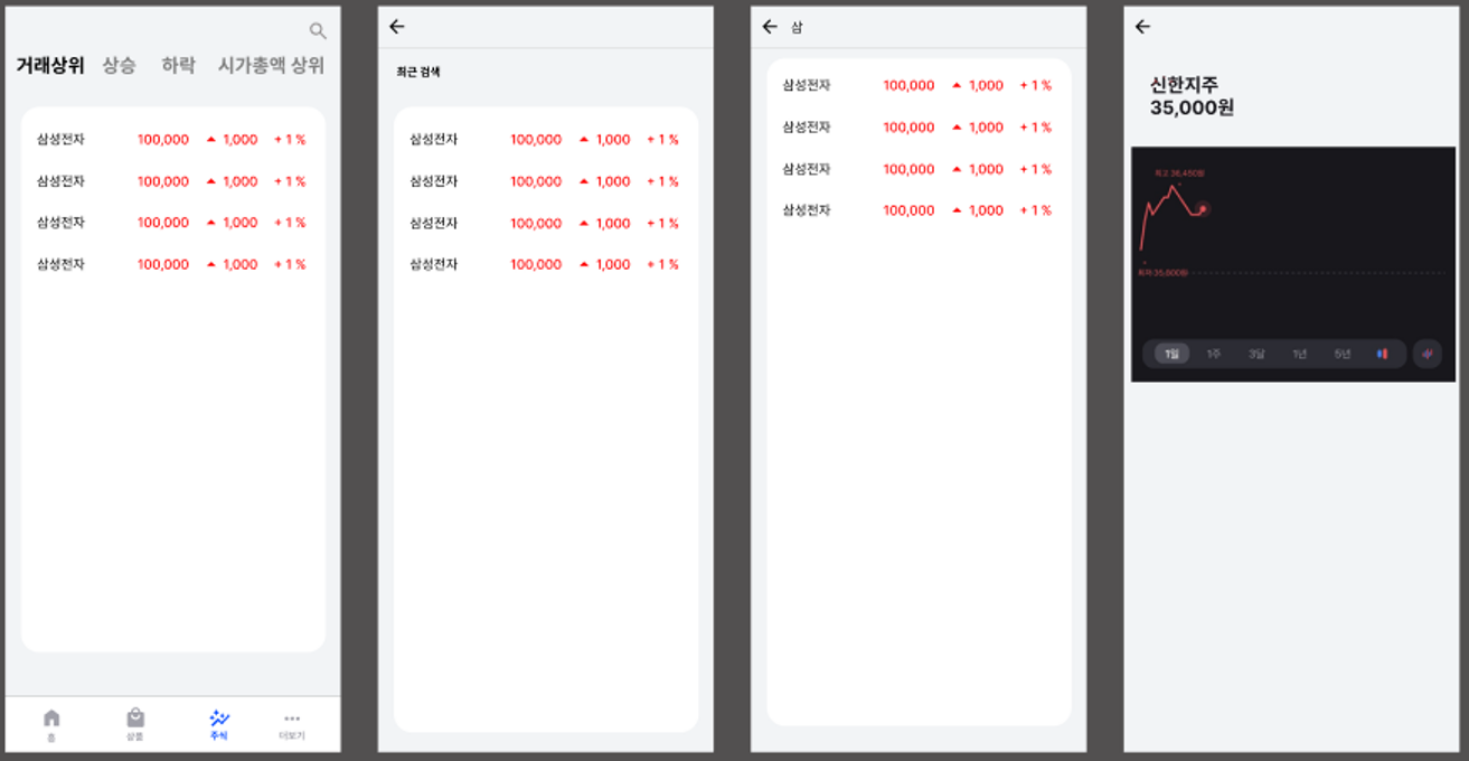 거래상위 상승 하락 시가총액 상위
삼성전자 100,000 ▲ 1,000 + 1 %
삼성전자 100,000 ▲ 1,000 + 1 %
삼성전자 100,000 ▲ 1,000 + 1 %
삼성전자 100,000 ▲ 1,000 + 1 %
홈 상품 주식 더보기
최근 검색
삼성전자 100,000 ▲ 1,000 + 1 %
삼성전자 100,000 ▲ 1,000 + 1 %
삼성전자 100,000 ▲ 1,000 + 1 %
삼성전자 100,000 ▲ 1,000 + 1 %
삼
삼성전자 100,000 ▲ 1,000 + 1 %
삼성전자 100,000 ▲ 1,000 + 1 %
삼성전자 100,000 ▲ 1,000 + 1 %
삼성전자 100,000 ▲ 1,000 + 1 %
신한지주
35,000원
최고 36,450원
1일 1주 3달 1년 5년